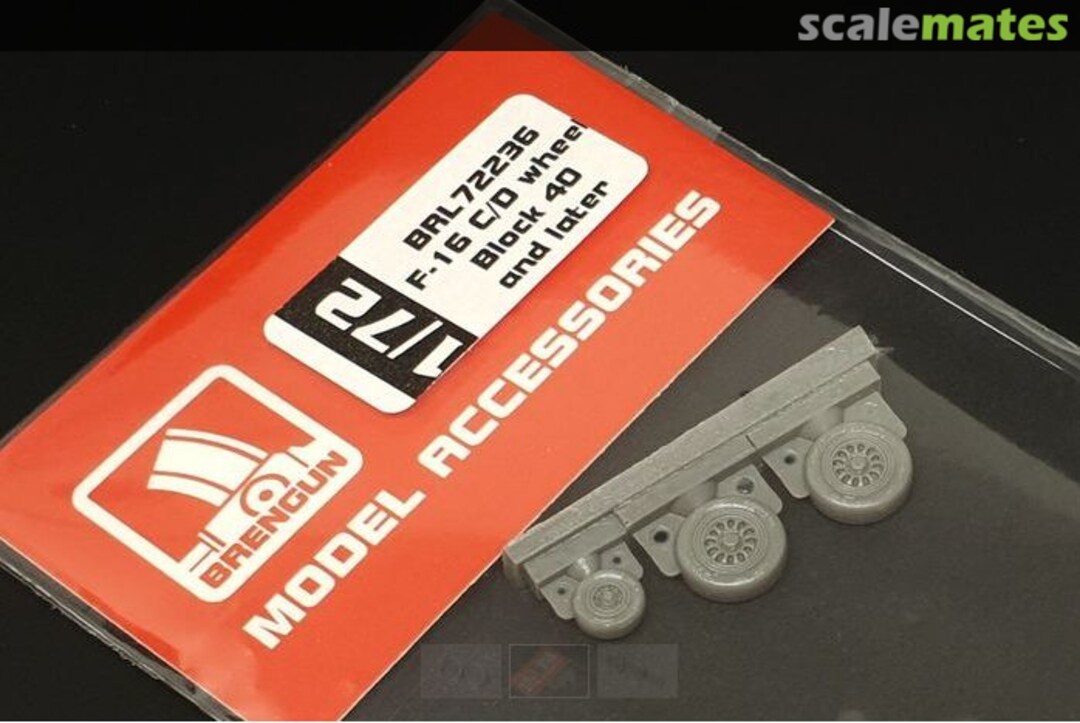 scalemates
BRL72236
F-16 C/D wheel
Block 40
and later
1/72
BRENGUN
MODEL ACCESSORIES